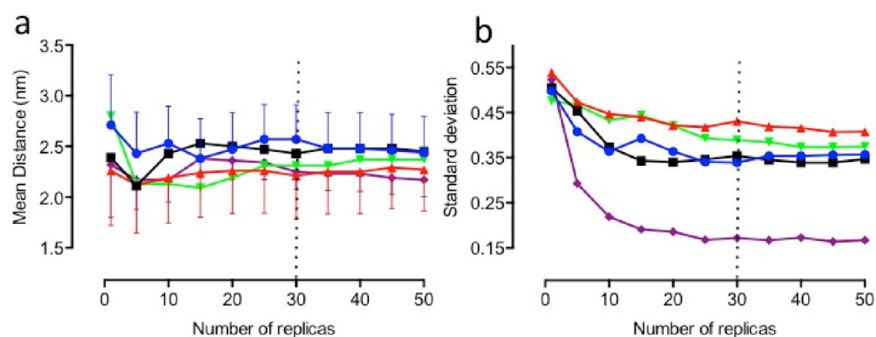 a
Mean Distance (nm)
3.5
3.0
2.5
2.0
1.5
0 10 20 30 40 50
Number of replicas
b
Standard deviation
0.55
0.45
0.35
0.25
0.15
0 10 20 30 40 50
Number of replicas